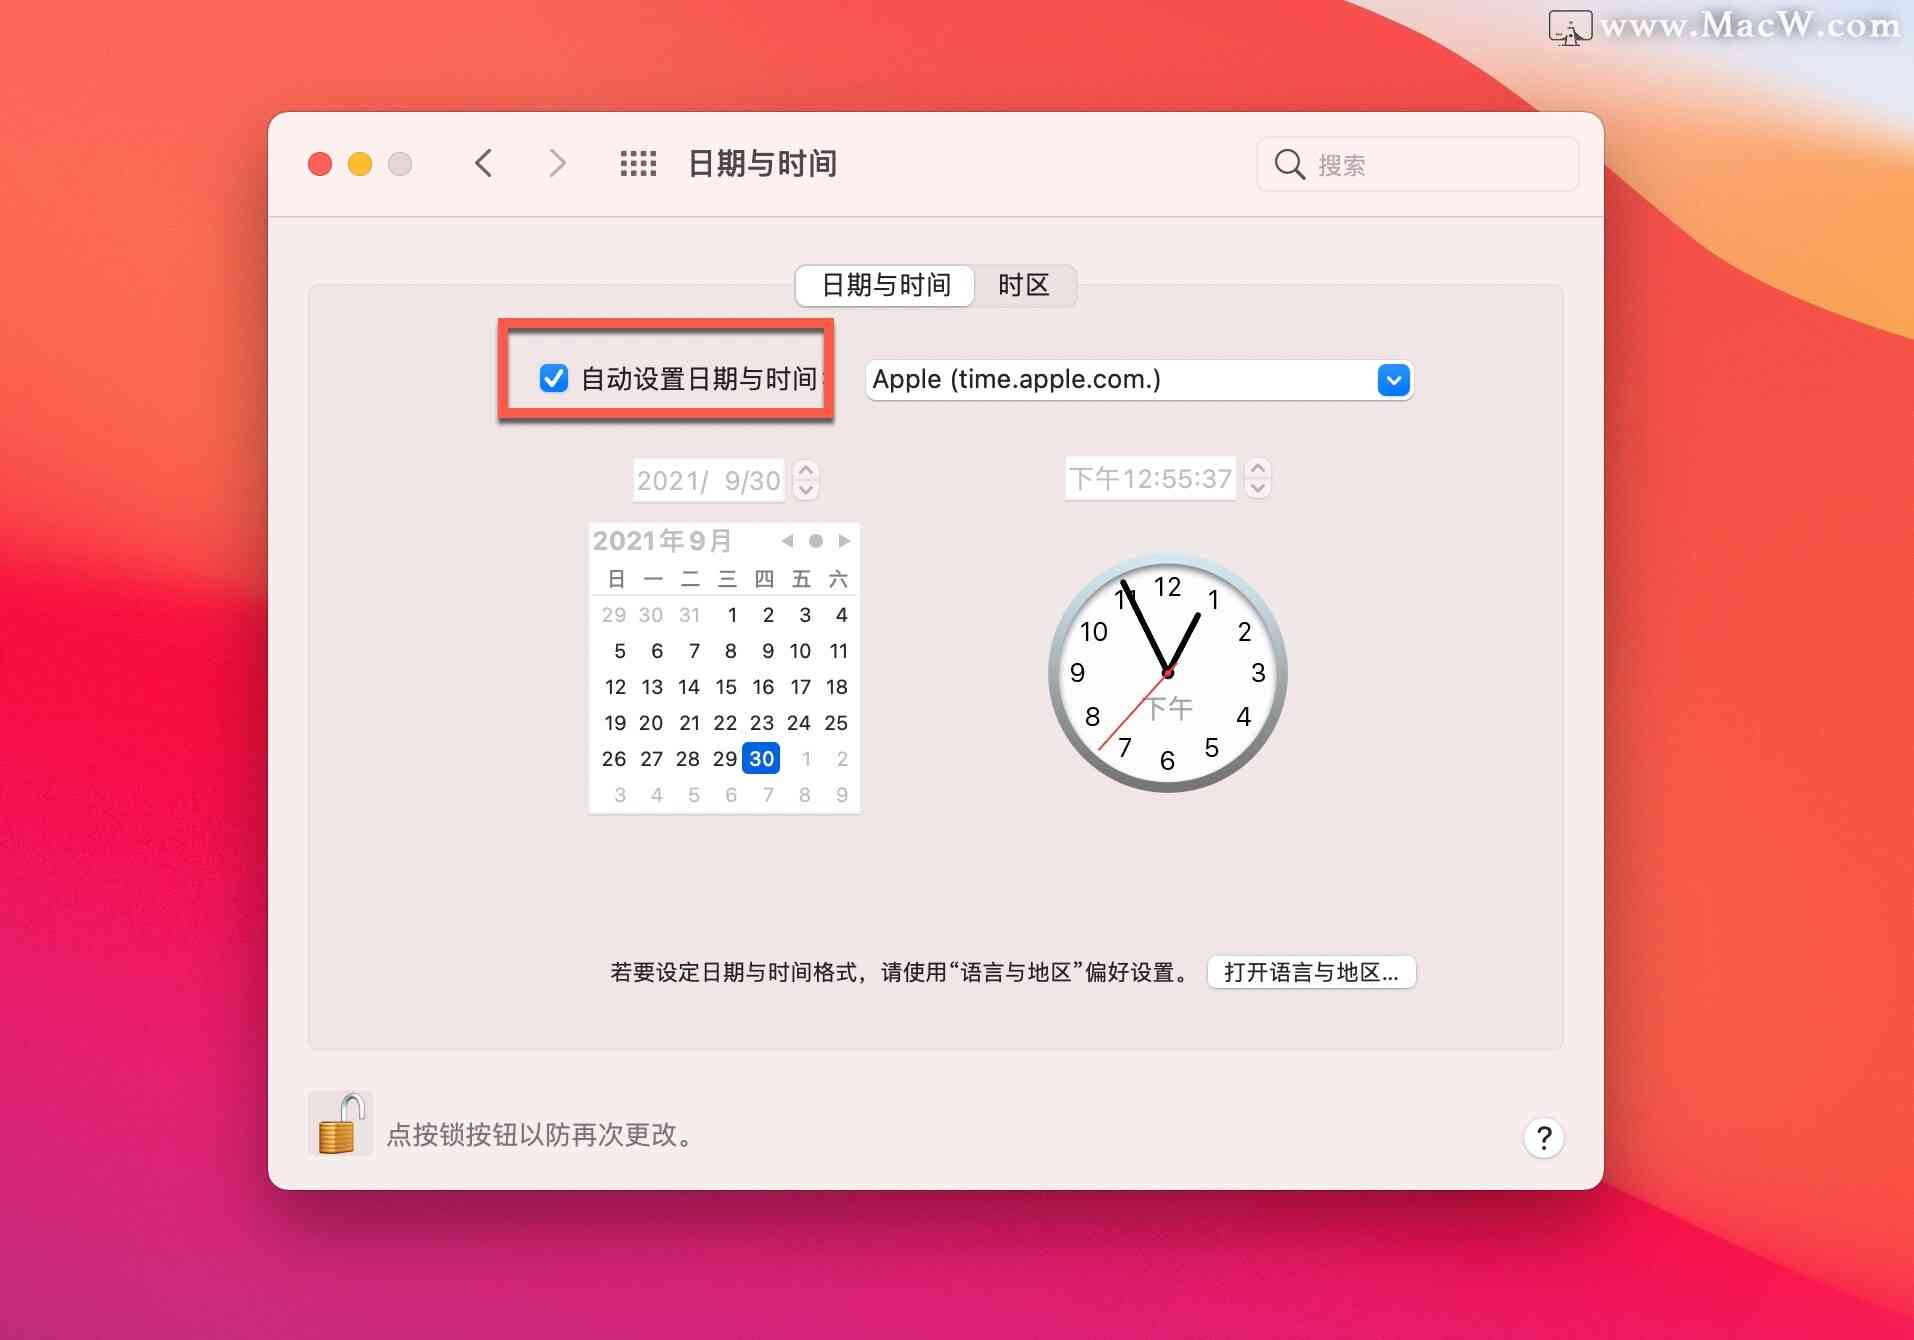 www.MacW.com
日期与时间
搜索
日期与时间 时区
自动设置日期与时间: Apple (time.apple.com.)
2021/ 9/30 下午12:55:37
2021年9月
日 一 二 三 四 五 六
29 30 31 1 2 3 4
5 6 7 8 9 10 11
12 13 14 15 16 17 18
19 20 21 22 23 24 25
26 27 28 29 30 1 2
3 4 5 6 7 8 9
12
11 1
10 2
9 3
下午
8 4
7 5
6
若要设定日期与时间格式，请使用“语言与地区”偏好设置。 打开语言与地区...
点按锁按钮以防再次更改。
?